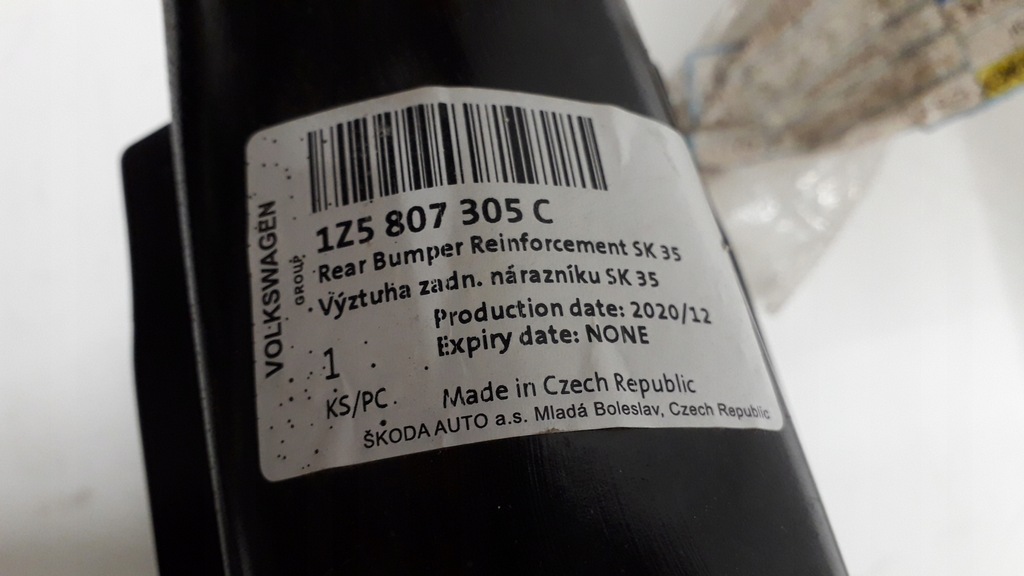 1Z5 807 305 C
Rear Bumper Reinforcement SK 35
Výztuha zadn. nárazníku SK 35
Production date: 2020/12
Expiry date: NONE
1
KS/PC.
Made in Czech Republic
ŠKODA AUTO a.s. Mladá Boleslav, Czech Republic
VOLKSWAGEN
GROUP